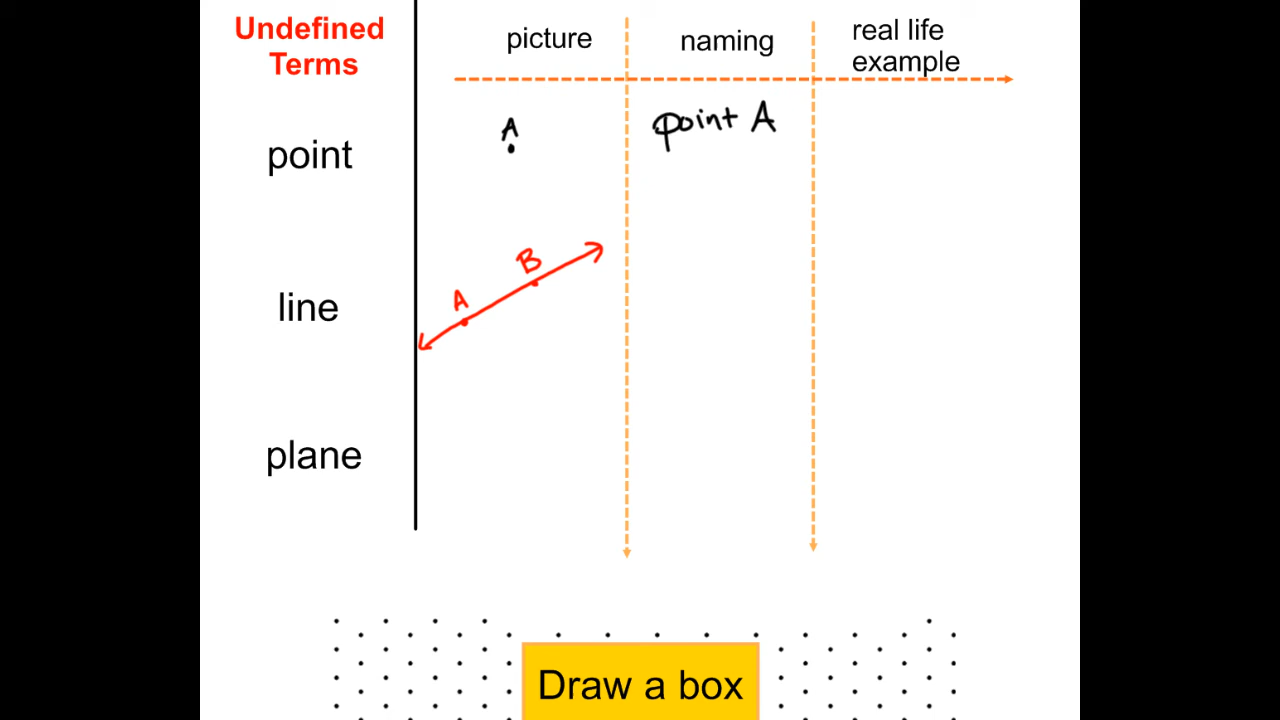 Undefined
Terms
picture
naming
real life
example
point
A
point A
line
A
B
plane
Draw a box